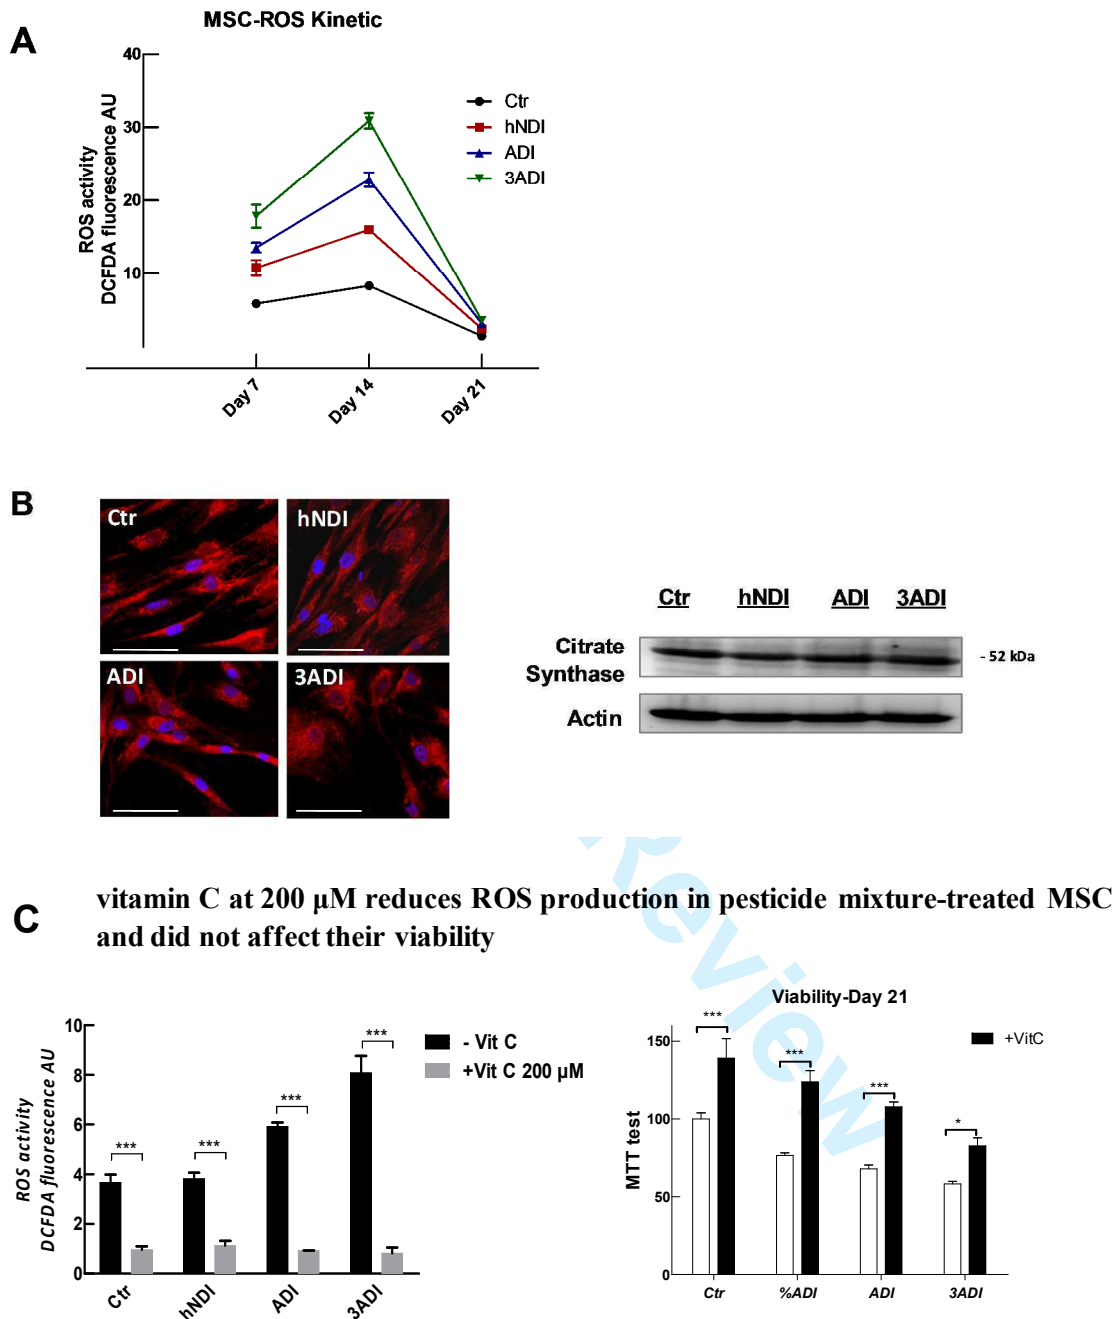 A
MSC-ROS Kinetic
ROS activity
DCFDA fluorescence AU
40
30
20
10
Ctr
hNDI
ADI
3ADI
Day 7
Day 14
Day 21
B
Ctr
hNDI
ADI
3ADI
Ctr hNDI ADI 3ADI
Citrate
Synthase
- 52 kDa
Actin
Review
C
vitamin C at 200 µM reduces ROS production in pesticide mixture-treated MSC
and did not affect their viability
ROS activity
DCFDA fluorescence AU
10
8
6
4
2
0
***
***
***
***
- Vit C
+Vit C 200 µM
Ctr
hNDI
ADI
3ADI
Viability-Day 21
MTT test
150
100
50
0
***
***
***
*
+VitC
Ctr
%ADI
ADI
3ADI